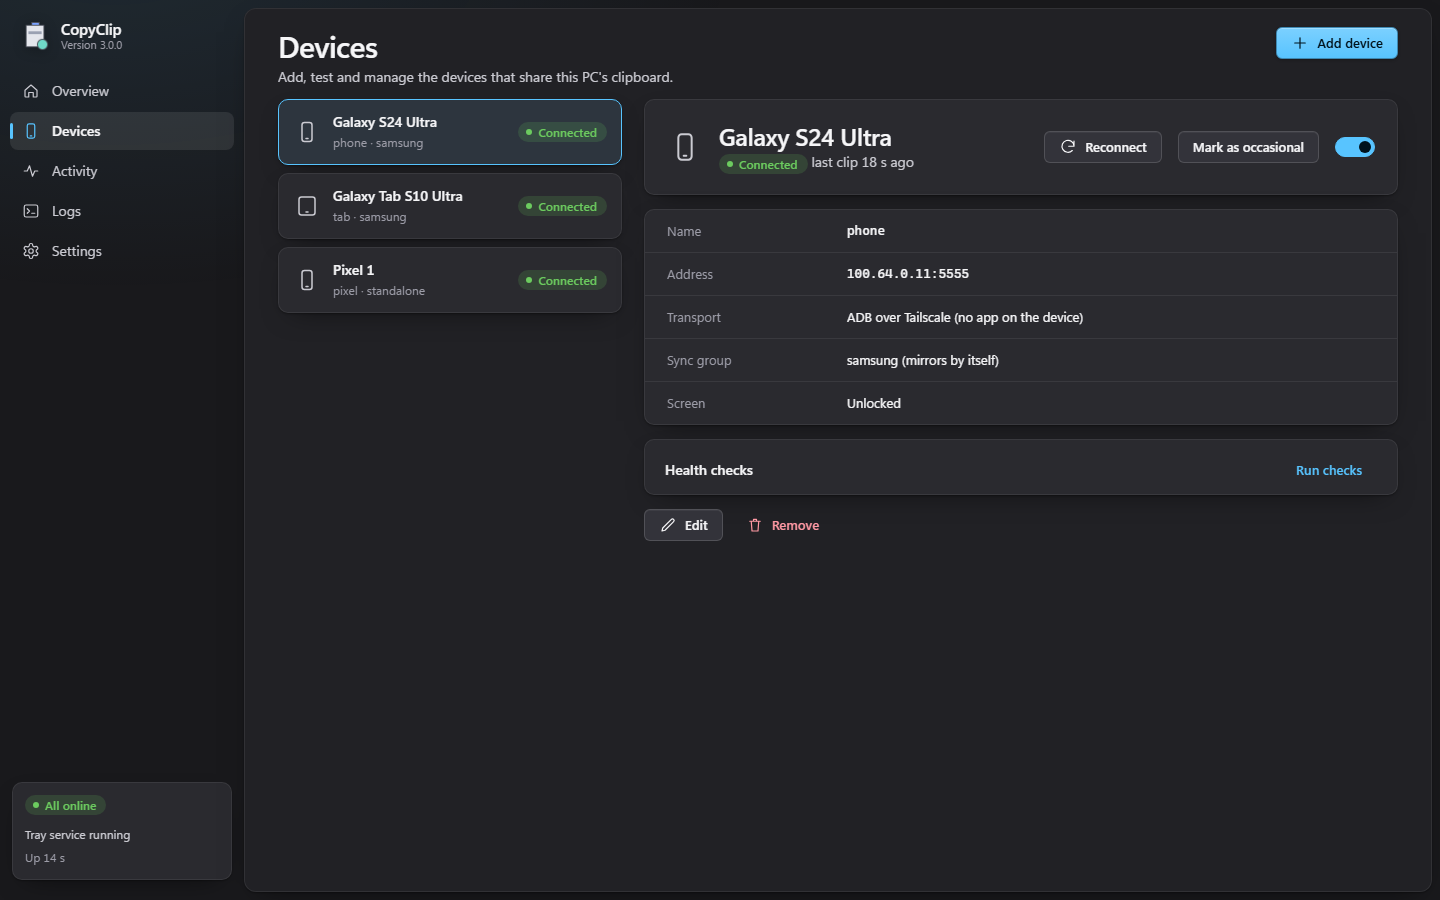 CopyClip
Version 3.0.0
Overview
Devices
Activity
Logs
Settings
All online
Tray service running
Up 14 s
Devices
Add, test and manage the devices that share this PC's clipboard.
Add device
Galaxy S24 Ultra
phone · samsung
Connected
Galaxy Tab S10 Ultra
tab · samsung
Connected
Pixel 1
pixel · standalone
Connected
Galaxy S24 Ultra
Connected last clip 18 s ago
Reconnect
Mark as occasional
Name phone
Address 100.64.0.11:5555
Transport ADB over Tailscale (no app on the device)
Sync group samsung (mirrors by itself)
Screen Unlocked
Health checks Run checks
Edit Remove